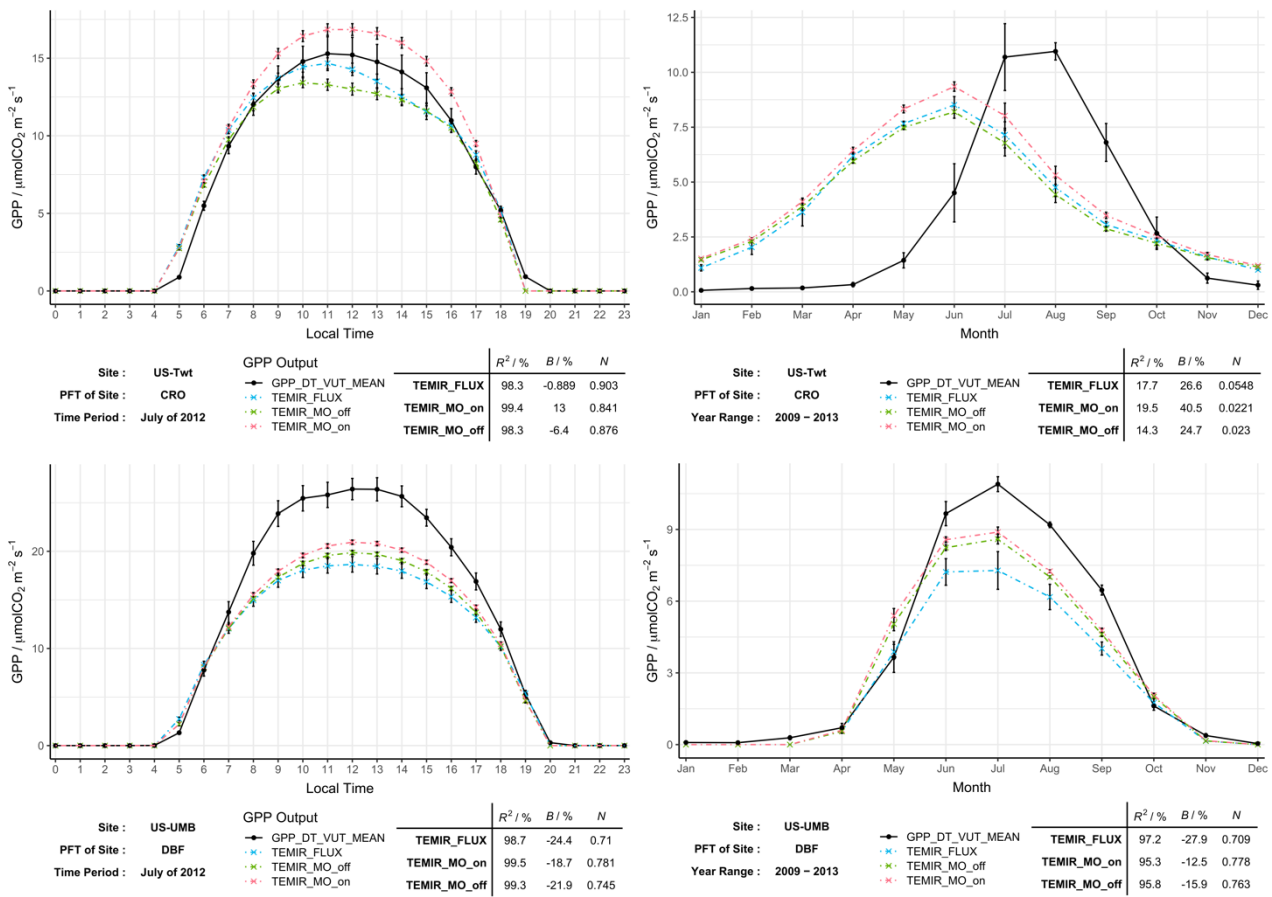 GPP / μmolCO2 m−2 s−1
15
10
5
0
0 1 2 3 4 5 6 7 8 9 10 11 12 13 14 15 16 17 18 19 20 21 22 23
Local Time
Site : US-Twt
PFT of Site : CRO
Time Period : July of 2012
GPP Output
GPP_DT_VUT_MEAN
TEMIR_FLUX
TEMIR_MO_off
TEMIR_MO_on
R2 / % B / % N
TEMIR_FLUX 98.3 -0.889 0.903
TEMIR_MO_on 99.4 13 0.841
TEMIR_MO_off 98.3 -6.4 0.876
GPP / μmolCO2 m−2 s−1
12.5
10.0
7.5
5.0
2.5
0.0
Jan Feb Mar Apr May Jun Jul Aug Sep Oct Nov Dec
Month
Site : US-Twt
PFT of Site : CRO
Year Range : 2009 − 2013
GPP_DT_VUT_MEAN
TEMIR_FLUX
TEMIR_MO_off
TEMIR_MO_on
R2 / % B / % N
TEMIR_FLUX 17.7 26.6 0.0548
TEMIR_MO_on 19.5 40.5 0.0221
TEMIR_MO_off 14.3 24.7 0.023
GPP / μmolCO2 m−2 s−1
20
10
0
0 1 2 3 4 5 6 7 8 9 10 11 12 13 14 15 16 17 18 19 20 21 22 23
Local Time
Site : US-UMB
PFT of Site : DBF
Time Period : July of 2012
GPP Output
GPP_DT_VUT_MEAN
TEMIR_FLUX
TEMIR_MO_off
TEMIR_MO_on
R2 / % B / % N
TEMIR_FLUX 98.7 -24.4 0.71
TEMIR_MO_on 99.5 -18.7 0.781
TEMIR_MO_off 99.3 -21.9 0.745
GPP / μmolCO2 m−2 s−1
9
6
3
0
Jan Feb Mar Apr May Jun Jul Aug Sep Oct Nov Dec
Month
Site : US-UMB
PFT of Site : DBF
Year Range : 2009 − 2013
GPP_DT_VUT_MEAN
TEMIR_FLUX
TEMIR_MO_off
TEMIR_MO_on
R2 / % B / % N
TEMIR_FLUX 97.2 -27.9 0.709
TEMIR_MO_on 95.3 -12.5 0.778
TEMIR_MO_off 95.8 -15.9 0.763